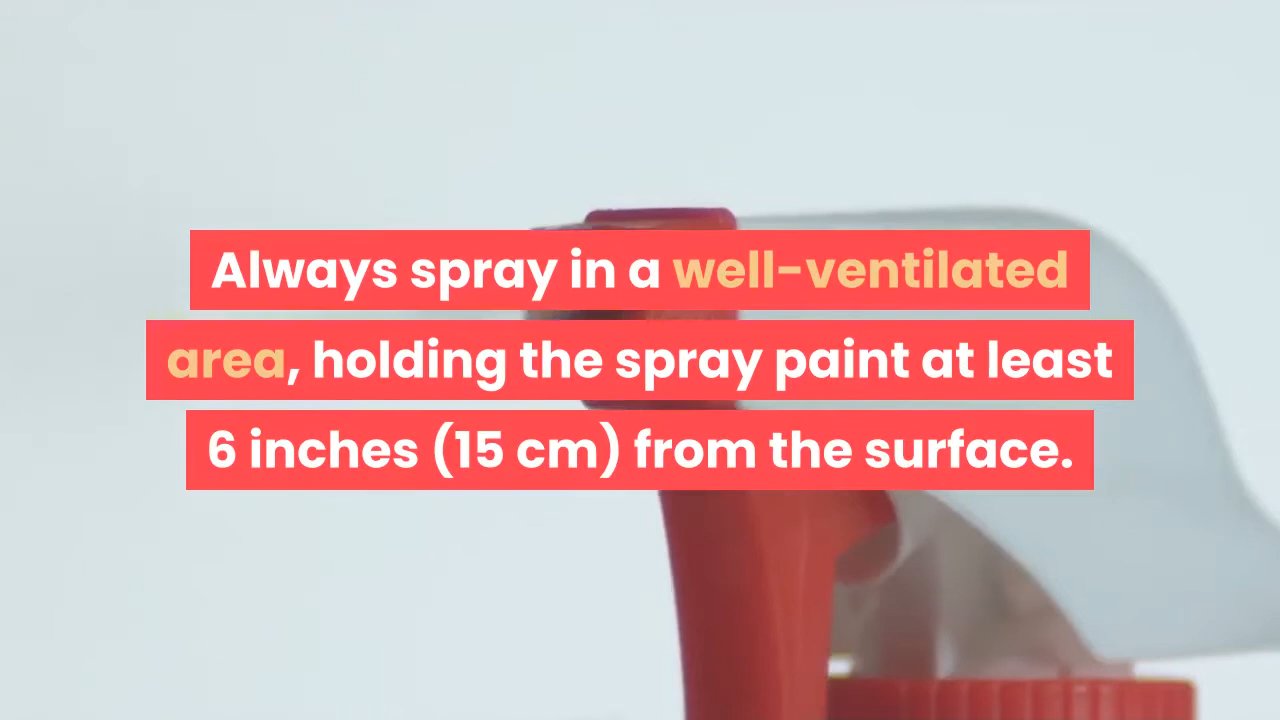 Always spray in a well-ventilated
area, holding the spray paint at least
6 inches (15 cm) from the surface.